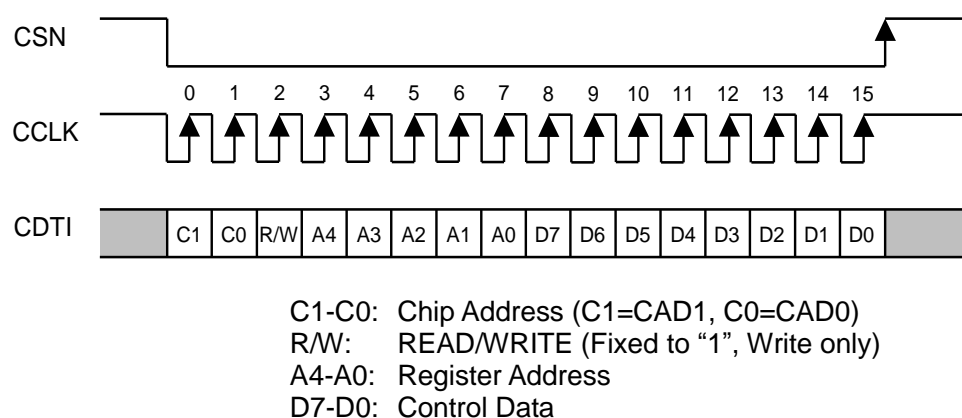 CSN
0 1 2 3 4 5 6 7 8 9 10 11 12 13 14 15
CCLK
CDTI
C1 C0 R/W A4 A3 A2 A1 A0 D7 D6 D5 D4 D3 D2 D1 D0
C1-C0: Chip Address (C1=CAD1, C0=CAD0)
R/W: READ/WRITE (Fixed to “1”, Write only)
A4-A0: Register Address
D7-D0: Control Data